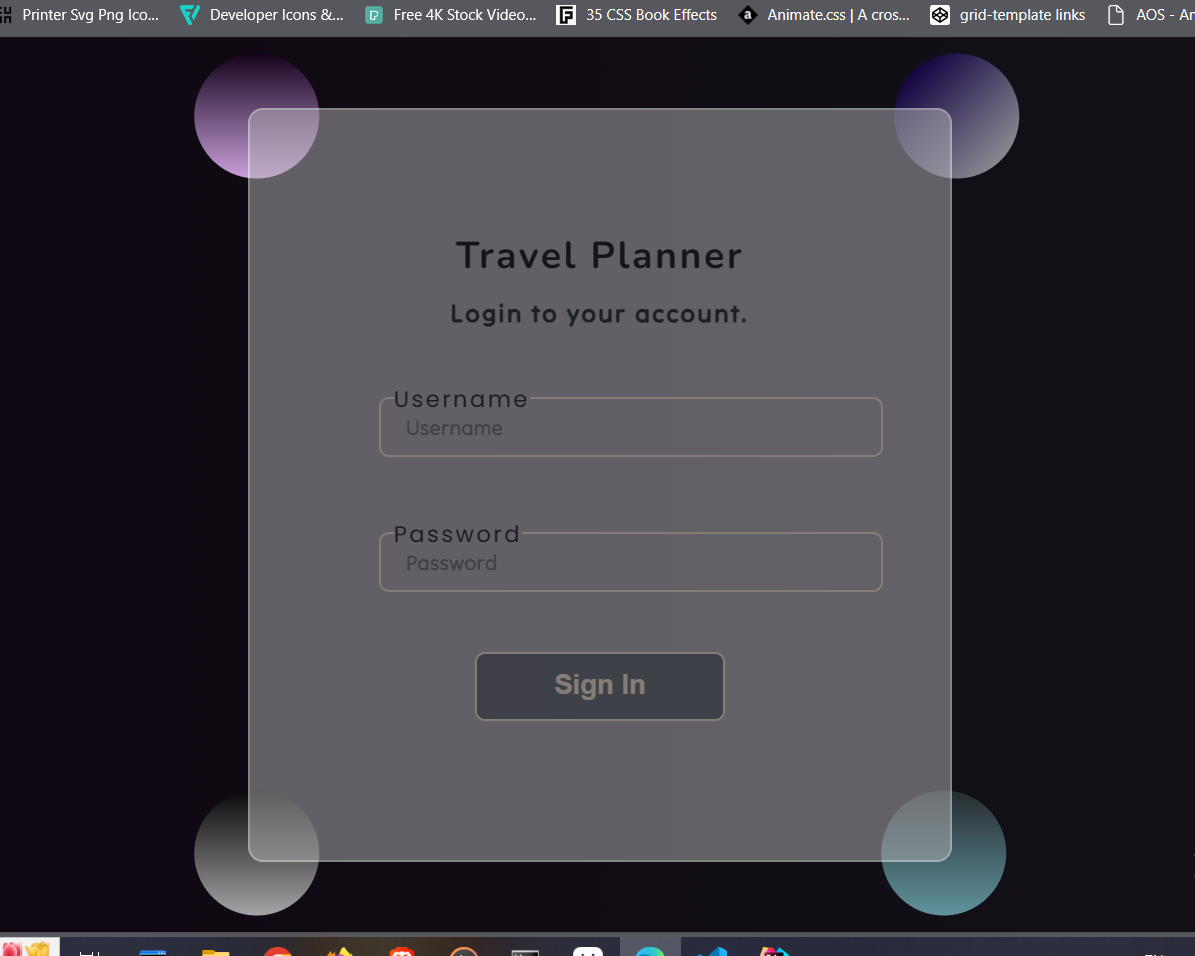 Printer Svg Png Ico... Developer Icons &... Free 4K Stock Video... 35 CSS Book Effects Animate.css | A cros... grid-template links AOS - An
Travel Planner
Login to your account.
Username
Username
Password
Password
Sign In